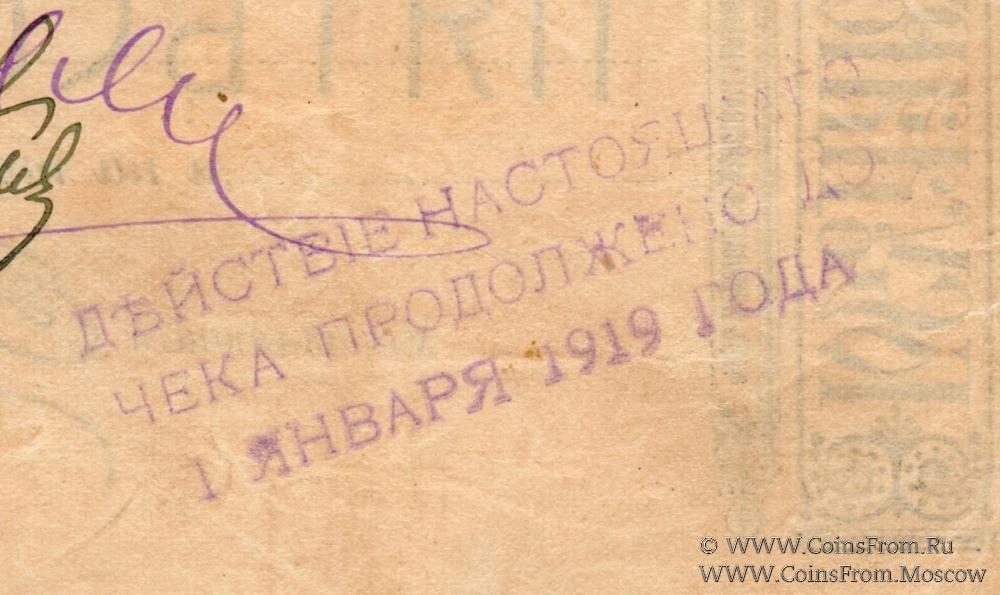 ДѢЙСТВІЕ НАСТОЯЩАГО
ЧЕКА ПРОДОЛЖЕНО ДО
1 ЯНВАРЯ 1919 ГОДА
© WWW.CoinsFrom.Ru
WWW.CoinsFrom.Moscow